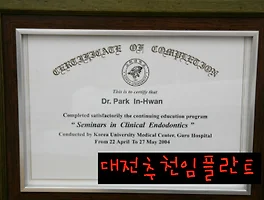 CERTIFICATE OF COMPLETION
This is to certify that
Dr. Park In-Hwan
Completed satisfactorily the continuing education program
" Seminars in Clinical Endodontics "
Conducted by Korea University Medical Center, Guro Hospital
From 22 April To 27 May 2004
대전추천임플란트